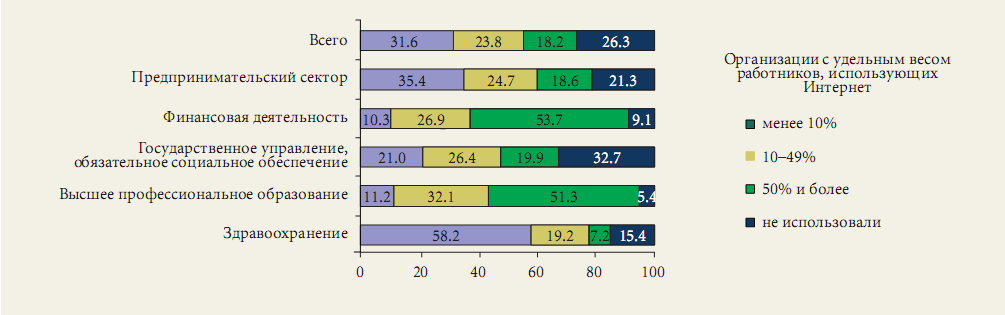 Всего
31.6 23.8 18.2 26.3
Предпринимательский сектор
35.4 24.7 18.6 21.3
Финансовая деятельность
10.3 26.9 53.7 9.1
Государственное управление,
обязательное социальное обеспечение
21.0 26.4 19.9 32.7
Высшее профессиональное образование
11.2 32.1 51.3 5.4
Здравоохранение
58.2 19.2 7.2 15.4
0 20 40 60 80 100
Организации с удельным весом
работников, использующих
Интернет
менее 10%
10–49%
50% и более
не использовали